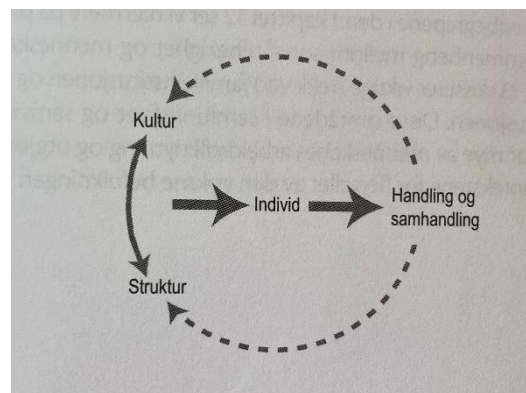 Kultur
Individ
Handling og
samhandling
Struktur